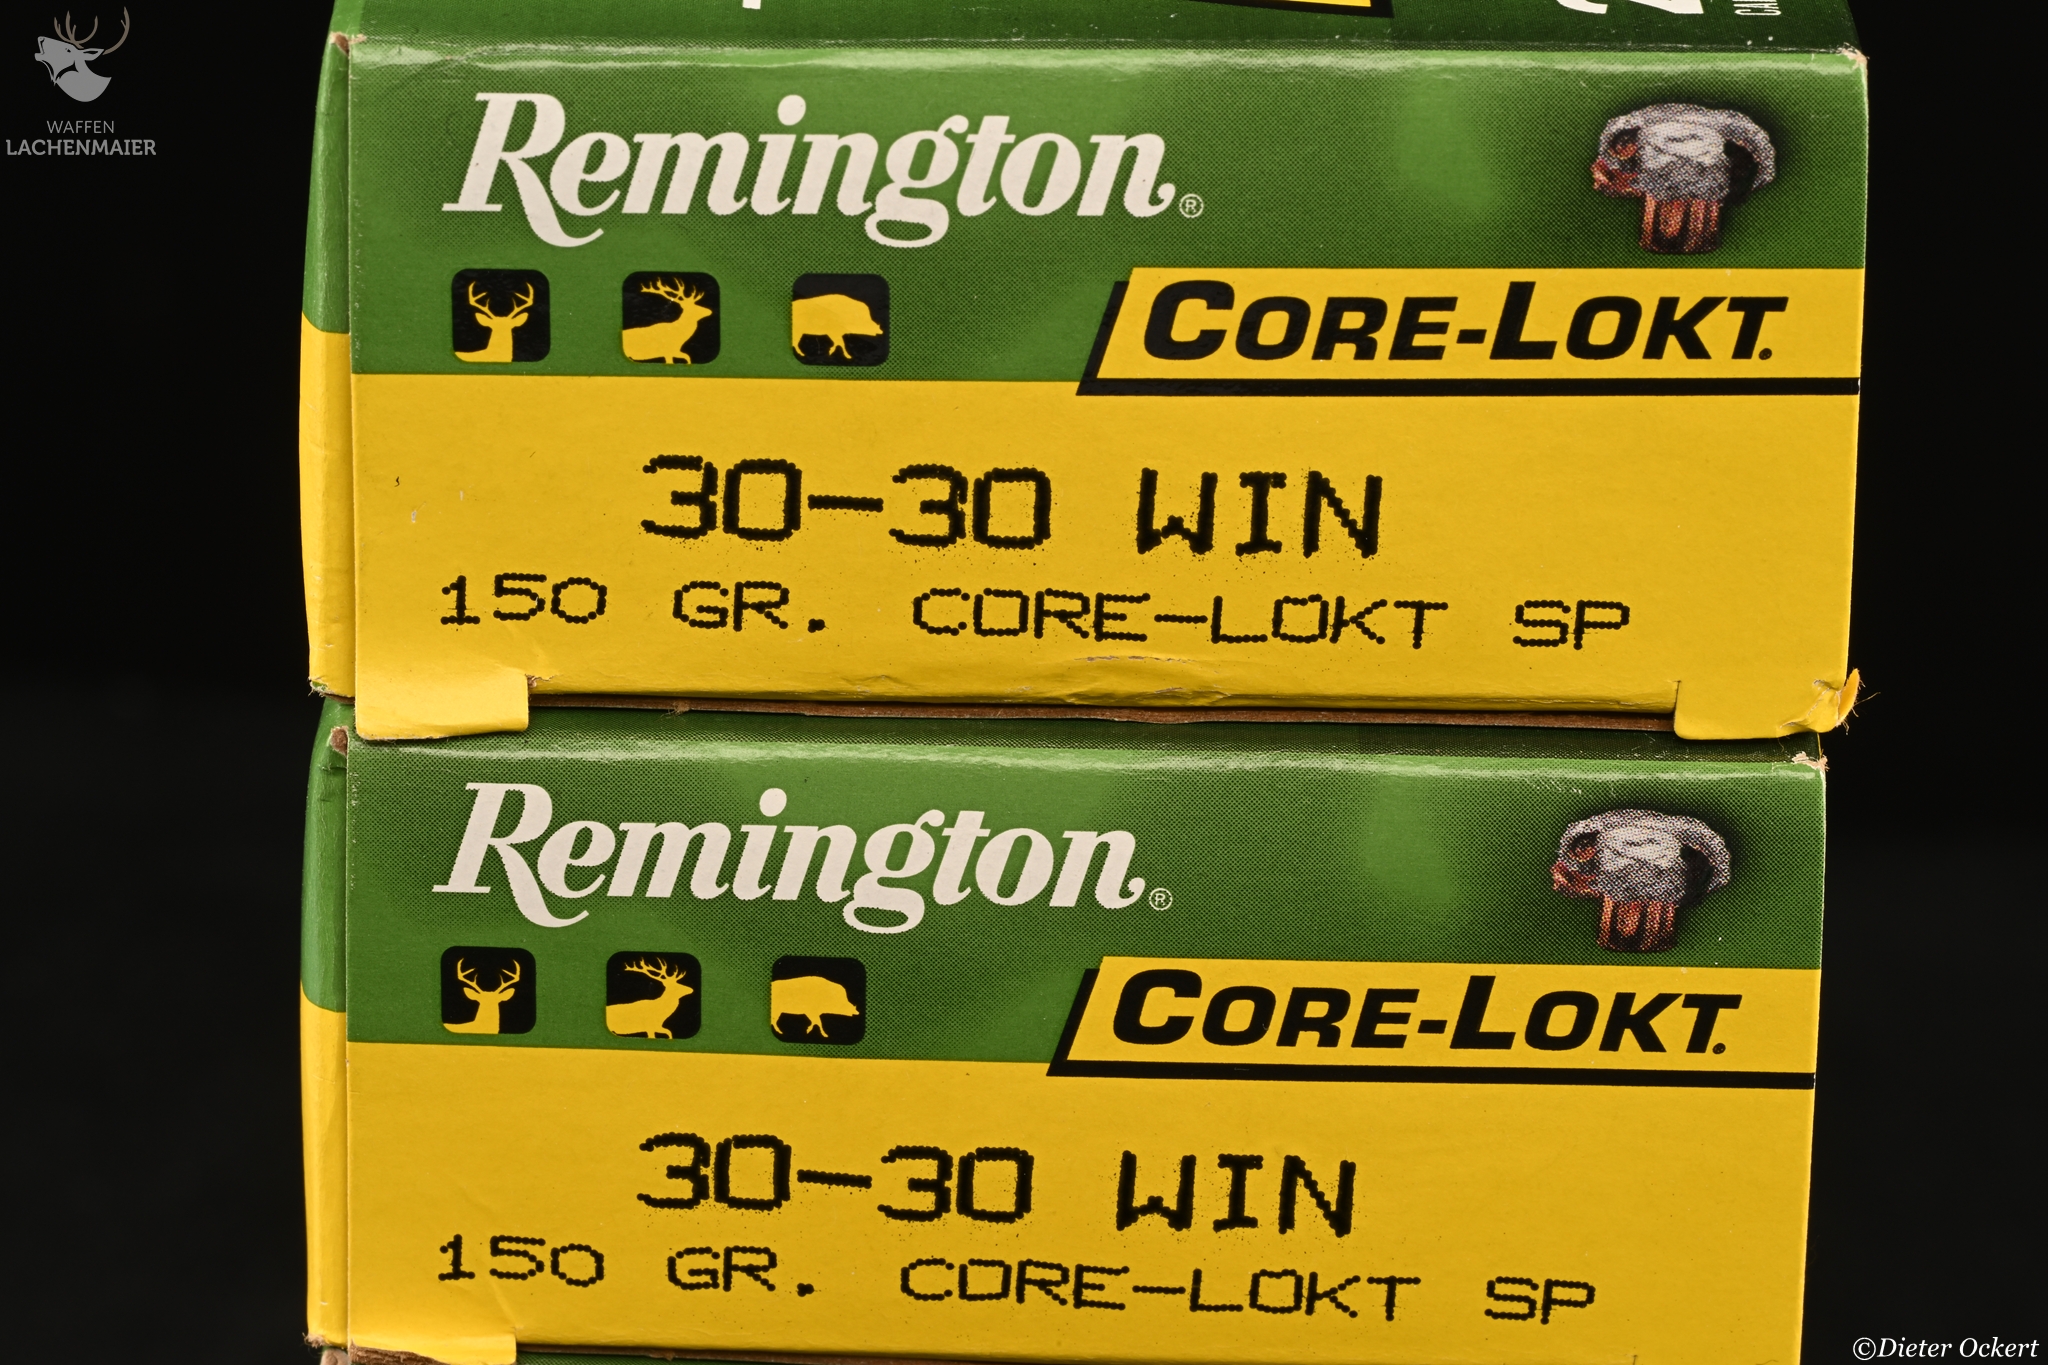 WAFFEN
LACHENMAIER
Remington®
CORE-LOKT®
30-30 WIN
150 GR. CORE-LOKT SP
Remington®
CORE-LOKT®
30-30 WIN
150 GR. CORE-LOKT SP
©Dieter Ockert